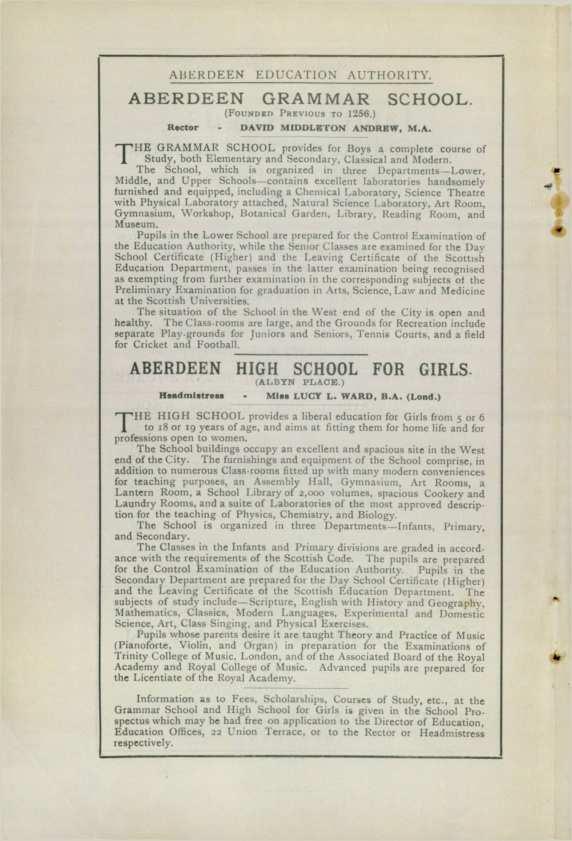 ABERDEEN EDUCATION AUTHORITY.
ABERDEEN GRAMMAR SCHOOL.
(FOUNDED PREVIOUS TO 1256.)
Rector - DAVID MIDDLETON ANDREW, M.A.
THE GRAMMAR SCHOOL provides for Boys a complete course of
Study, both Elementary and Secondary, Classical and Modern.
The School, which is organized in three Departments—Lower,
Middle, and Upper Schools—contains excellent laboratories handsomely
furnished and equipped, including a Chemical Laboratory, Science Theatre
with Physical Laboratory attached, Natural Science Laboratory, Art Room,
Gymnasium, Workshop, Botanical Garden, Library, Reading Room, and
Museum.
Pupils in the Lower School are prepared for the Control Examination of
the Education Authority, while the Senior Classes are examined for the Day
School Certificate (Higher) and the Leaving Certificate of the Scottish
Education Department, passes in the latter examination being recognised
as exempting from further examination in the corresponding subjects of the
Preliminary Examination for graduation in Arts, Science, Law and Medicine
at the Scottish Universities.
The situation of the School in the West end of the City is open and
healthy. The Class-rooms are large, and the Grounds for Recreation include
separate Play-grounds for Juniors and Seniors, Tennis Courts, and a field
for Cricket and Football.
ABERDEEN HIGH SCHOOL FOR GIRLS.
(ALBYN PLACE.)
Headmistress - Miss LUCY L. WARD, B.A. (Lond.)
THE HIGH SCHOOL provides a liberal education for Girls from 5 or 6
to 18 or 19 years of age, and aims at fitting them for home life and for
professions open to women.
The School buildings occupy an excellent and spacious site in the West
end of the City. The furnishings and equipment of the School comprise, in
addition to numerous Class-rooms fitted up with many modern conveniences
for teaching purposes, an Assembly Hall, Gymnasium, Art Rooms, a
Lantern Room, a School Library of 2,000 volumes, spacious Cookery and
Laundry Rooms, and a suite of Laboratories of the most approved descrip-
tion for the teaching of Physics, Chemistry, and Biology.
The School is organized in three Departments—Infants, Primary,
and Secondary.
The Classes in the Infants and Primary divisions are graded in accord-
ance with the requirements of the Scottish Code. The pupils are prepared
for the Control Examination of the Education Authority. Pupils in the
Secondary Department are prepared for the Day School Certificate (Higher)
and the Leaving Certificate of the Scottish Education Department. The
subjects of study include—Scripture, English with History and Geography,
Mathematics, Classics, Modern Languages, Experimental and Domestic
Science, Art, Class Singing, and Physical Exercises.
Pupils whose parents desire it are taught Theory and Practice of Music
(Pianoforte, Violin, and Organ) in preparation for the Examinations of
Trinity College of Music, London, and of the Associated Board of the Royal
Academy and Royal College of Music. Advanced pupils are prepared for
the Licentiate of the Royal Academy.
Information as to Fees, Scholarships, Courses of Study, etc., at the
Grammar School and High School for Girls is given in the School Pro-
spectus which may be had free on application to the Director of Education,
Education Offices, 22 Union Terrace, or to the Rector or Headmistress
respectively.